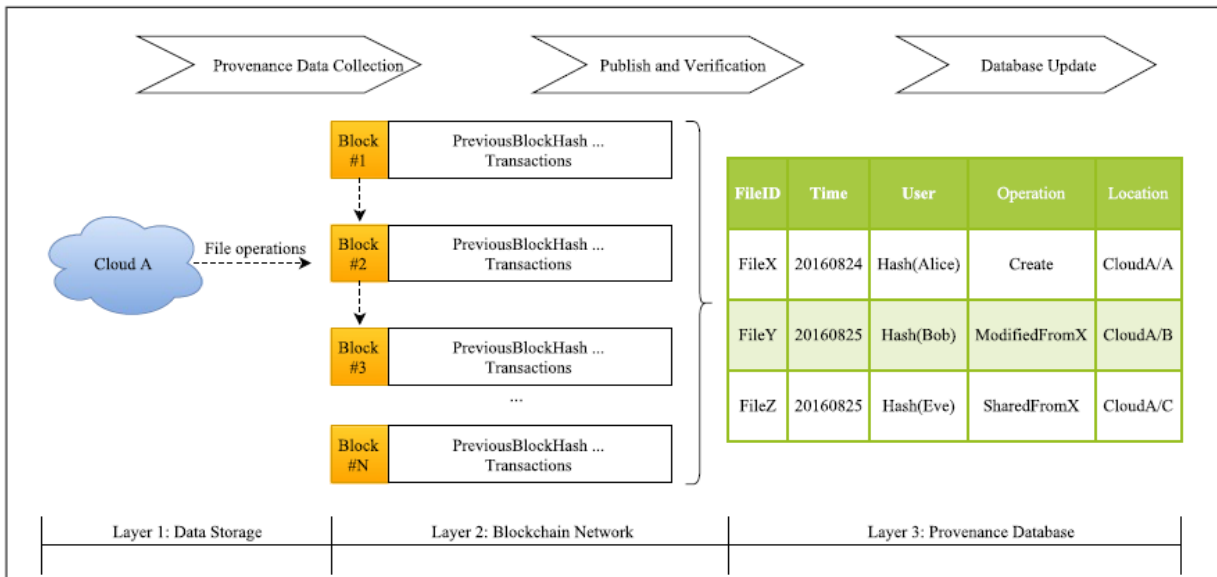 Provenance Data Collection
Publish and Verification
Database Update
Block
#1
PreviousBlockHash ...
Transactions
Block
#2
PreviousBlockHash ...
Transactions
Block
#3
PreviousBlockHash ...
Transactions
...
Block
#N
PreviousBlockHash ...
Transactions
Cloud A
File operations
FileID Time User Operation Location
FileX 20160824 Hash(Alice) Create CloudA/A
FileY 20160825 Hash(Bob) ModifiedFromX CloudA/B
FileZ 20160825 Hash(Eve) SharedFromX CloudA/C
Layer 1: Data Storage
Layer 2: Blockchain Network
Layer 3: Provenance Database